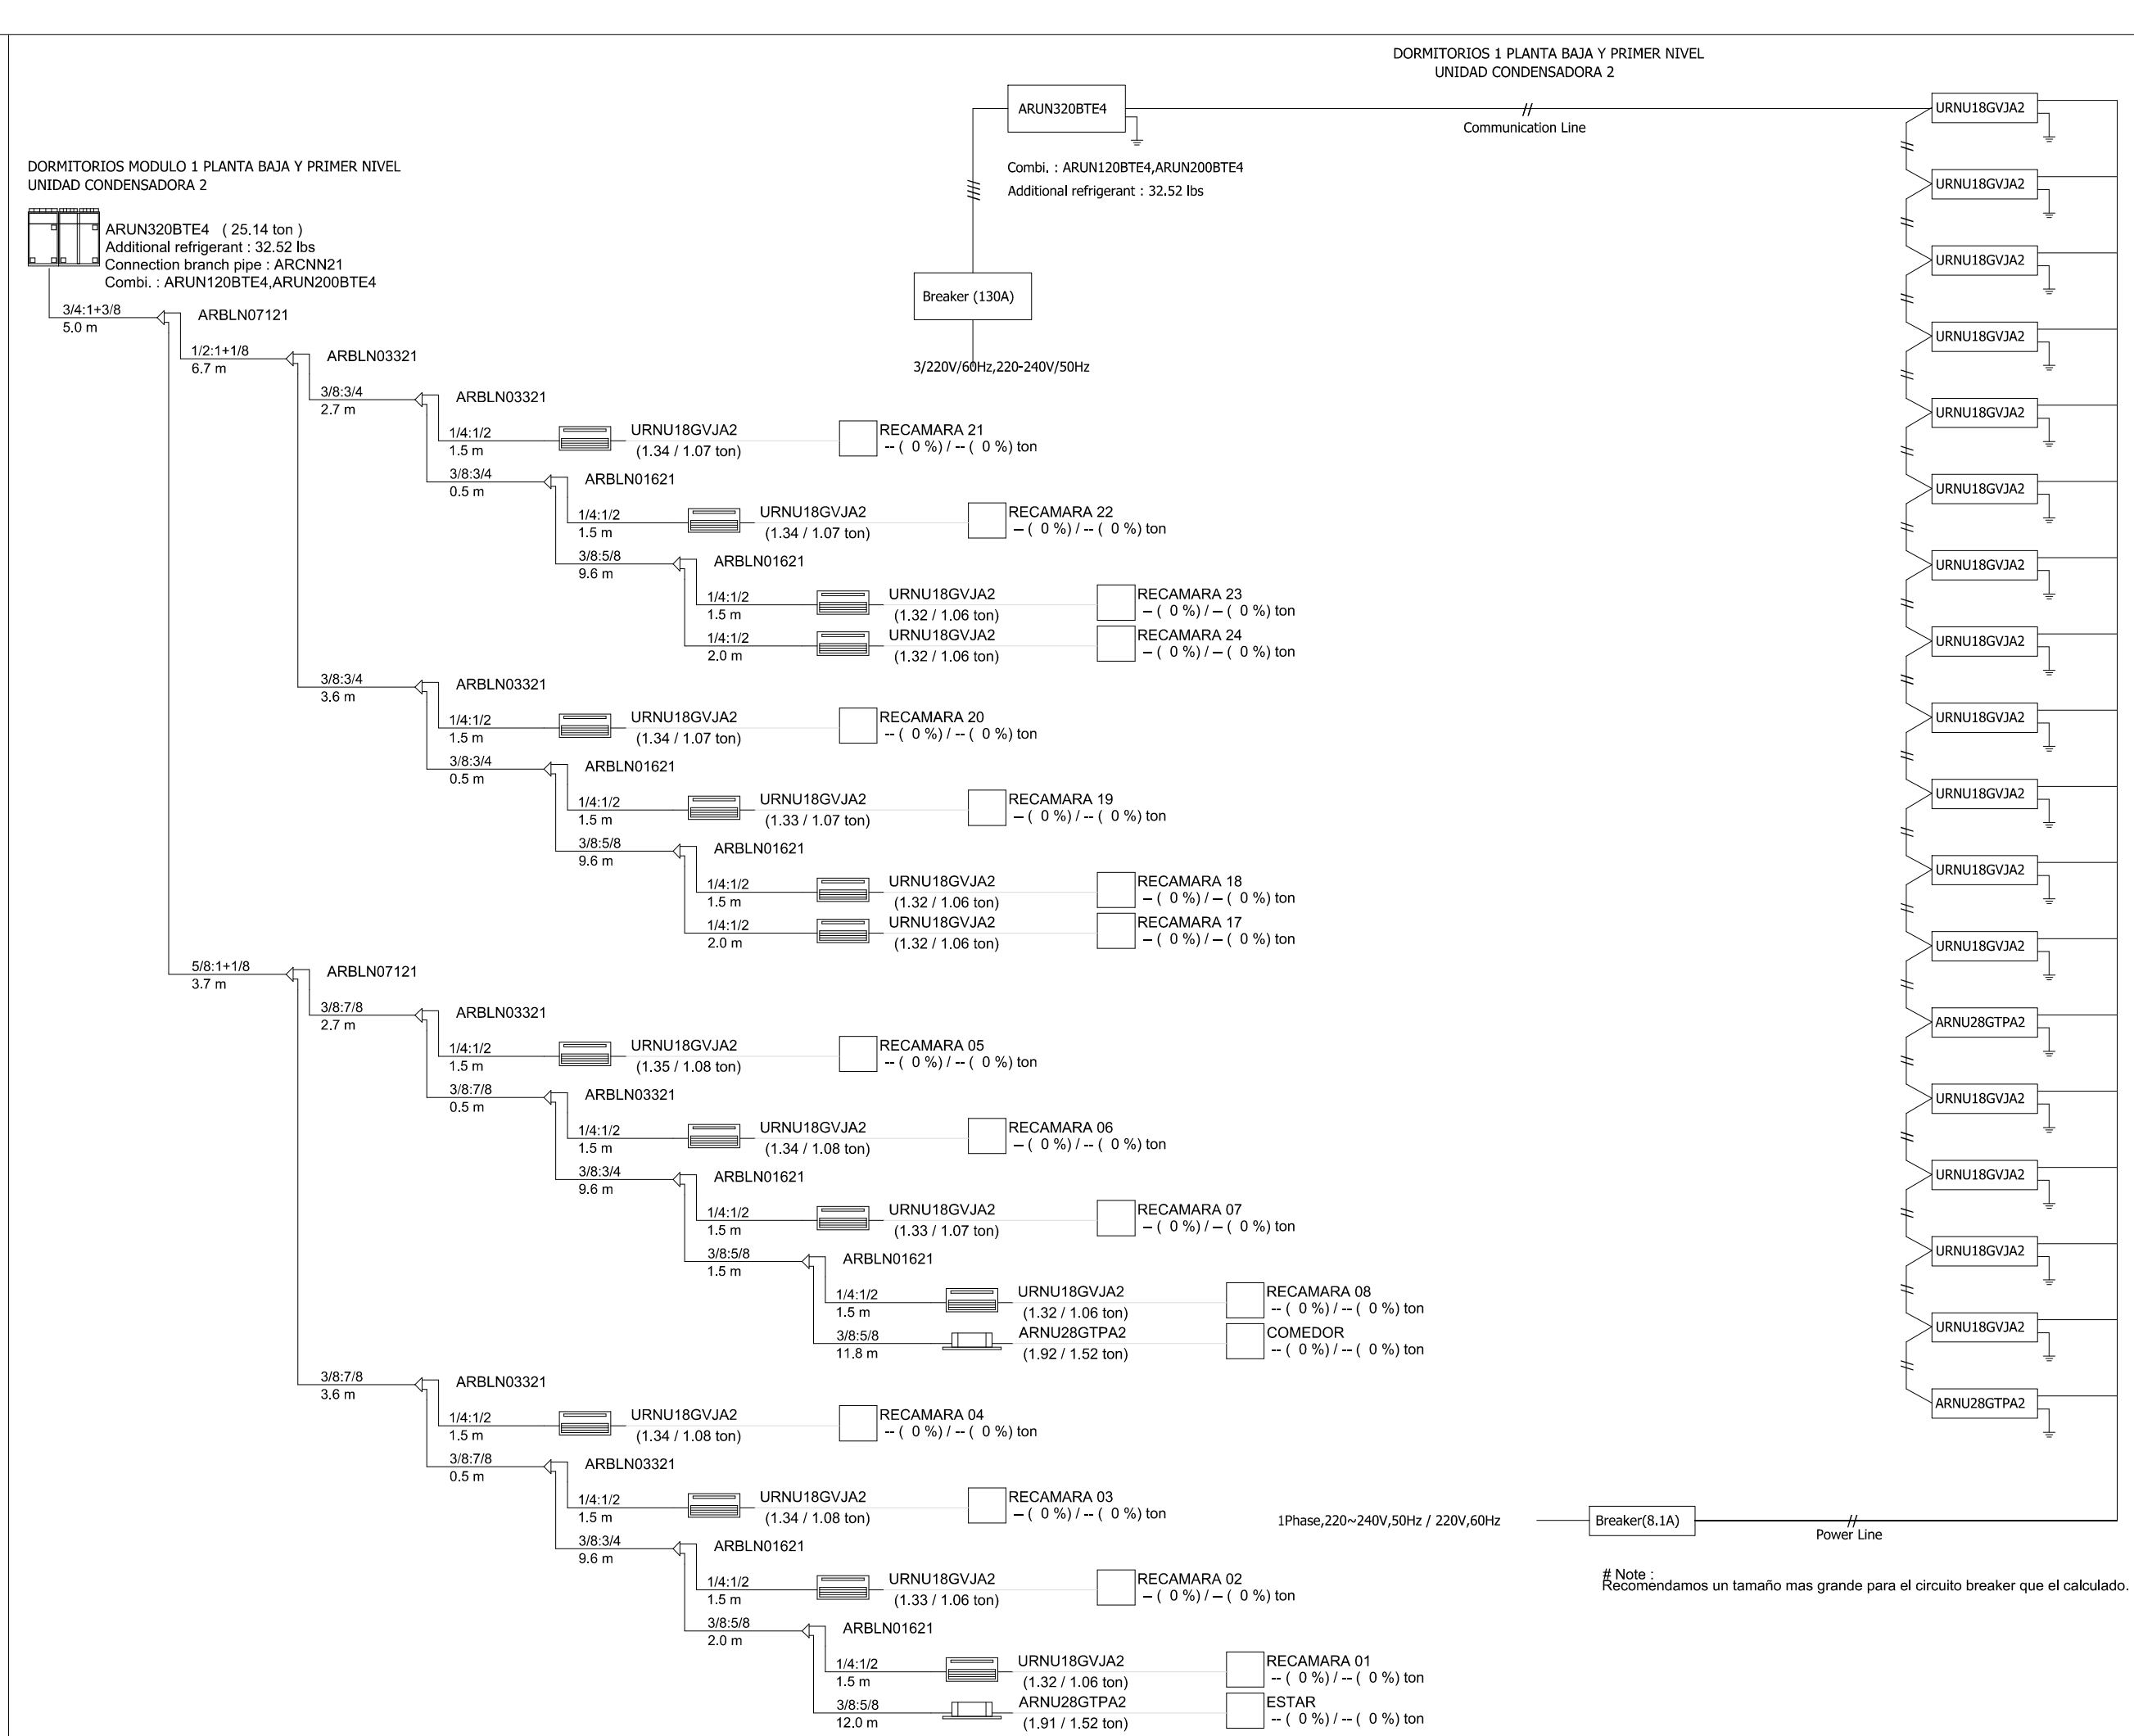 DORMITORIOS MODULO 1 PLANTA BAJA Y PRIMER NIVEL
UNIDAD CONDENSADORA 2
ARUN320BTE4 ( 25.14 ton )
Additional refrigerant : 32.52 lbs
Connection branch pipe : ARCNN21
Combi. : ARUN120BTE4,ARUN200BTE4
3/4:1+3/8
5.0 m
ARBLN07121
1/2:1+1/8
6.7 m
ARBLN03321
3/8:3/4
2.7 m
ARBLN03321
1/4:1/2
1.5 m
URNU18GVJA2
(1.34 / 1.07 ton)
RECAMARA 21
-- ( 0 %) / -- ( 0 %) ton
3/8:3/4
0.5 m
ARBLN01621
1/4:1/2
1.5 m
URNU18GVJA2
(1.34 / 1.07 ton)
RECAMARA 22
-- ( 0 %) / -- ( 0 %) ton
3/8:5/8
9.6 m
ARBLN01621
1/4:1/2
1.5 m
URNU18GVJA2
(1.32 / 1.06 ton)
RECAMARA 23
-- ( 0 %) / -- ( 0 %) ton
1/4:1/2
2.0 m
URNU18GVJA2
(1.32 / 1.06 ton)
RECAMARA 24
-- ( 0 %) / -- ( 0 %) ton
3/8:3/4
3.6 m
ARBLN03321
1/4:1/2
1.5 m
URNU18GVJA2
(1.34 / 1.07 ton)
RECAMARA 20
-- ( 0 %) / -- ( 0 %) ton
3/8:3/4
0.5 m
ARBLN01621
1/4:1/2
1.5 m
URNU18GVJA2
(1.33 / 1.07 ton)
RECAMARA 19
-- ( 0 %) / -- ( 0 %) ton
3/8:5/8
9.6 m
ARBLN01621
1/4:1/2
1.5 m
URNU18GVJA2
(1.32 / 1.06 ton)
RECAMARA 18
-- ( 0 %) / -- ( 0 %) ton
1/4:1/2
2.0 m
URNU18GVJA2
(1.32 / 1.06 ton)
RECAMARA 17
-- ( 0 %) / -- ( 0 %) ton
5/8:1+1/8
3.7 m
ARBLN07121
3/8:7/8
2.7 m
ARBLN03321
1/4:1/2
1.5 m
URNU18GVJA2
(1.35 / 1.08 ton)
RECAMARA 05
-- ( 0 %) / -- ( 0 %) ton
3/8:7/8
0.5 m
ARBLN03321
1/4:1/2
1.5 m
URNU18GVJA2
(1.34 / 1.08 ton)
RECAMARA 06
-- ( 0 %) / -- ( 0 %) ton
3/8:3/4
9.6 m
ARBLN01621
1/4:1/2
1.5 m
URNU18GVJA2
(1.33 / 1.07 ton)
RECAMARA 07
-- ( 0 %) / -- ( 0 %) ton
3/8:5/8
1.5 m
ARBLN01621
1/4:1/2
1.5 m
URNU18GVJA2
(1.32 / 1.06 ton)
RECAMARA 08
-- ( 0 %) / -- ( 0 %) ton
3/8:5/8
11.8 m
ARNU28GTPA2
(1.92 / 1.52 ton)
COMEDOR
-- ( 0 %) / -- ( 0 %) ton
3/8:7/8
3.6 m
ARBLN03321
1/4:1/2
1.5 m
URNU18GVJA2
(1.34 / 1.08 ton)
RECAMARA 04
-- ( 0 %) / -- ( 0 %) ton
3/8:7/8
0.5 m
ARBLN03321
1/4:1/2
1.5 m
URNU18GVJA2
(1.34 / 1.08 ton)
RECAMARA 03
-- ( 0 %) / -- ( 0 %) ton
3/8:3/4
9.6 m
ARBLN01621
1/4:1/2
1.5 m
URNU18GVJA2
(1.33 / 1.06 ton)
RECAMARA 02
-- ( 0 %) / -- ( 0 %) ton
3/8:5/8
2.0 m
ARBLN01621
1/4:1/2
1.5 m
URNU18GVJA2
(1.32 / 1.06 ton)
RECAMARA 01
-- ( 0 %) / -- ( 0 %) ton
3/8:5/8
12.0 m
ARNU28GTPA2
(1.91 / 1.52 ton)
ESTAR
-- ( 0 %) / -- ( 0 %) ton
DORMITORIOS 1 PLANTA BAJA Y PRIMER NIVEL
UNIDAD CONDENSADORA 2
ARUN320BTE4
Communication Line
Combi. : ARUN120BTE4,ARUN200BTE4
Additional refrigerant : 32.52 lbs
Breaker (130A)
3/220V/60Hz,220-240V/50Hz
URNU18GVJA2
URNU18GVJA2
URNU18GVJA2
URNU18GVJA2
URNU18GVJA2
URNU18GVJA2
URNU18GVJA2
URNU18GVJA2
URNU18GVJA2
URNU18GVJA2
URNU18GVJA2
URNU18GVJA2
ARNU28GTPA2
URNU18GVJA2
URNU18GVJA2
URNU18GVJA2
URNU18GVJA2
ARNU28GTPA2
1Phase,220~240V,50Hz / 220V,60Hz
Breaker(8.1A)
Power Line
# Note :
Recomendamos un tamaño mas grande para el circuito breaker que el calculado.